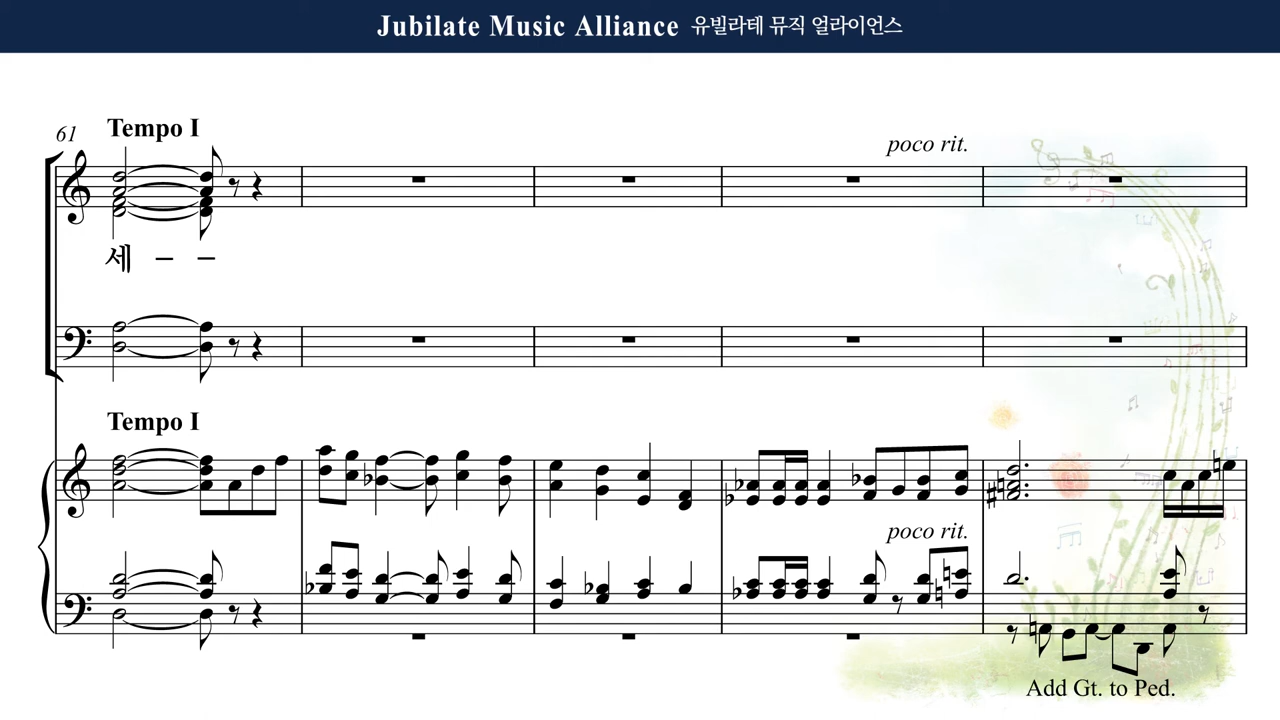 Jubilate Music Alliance 유빌라테 뮤직 얼라이언스
61
Tempo I
poco rit.
세 – –
Tempo I
poco rit.
Add Gt. to Ped.